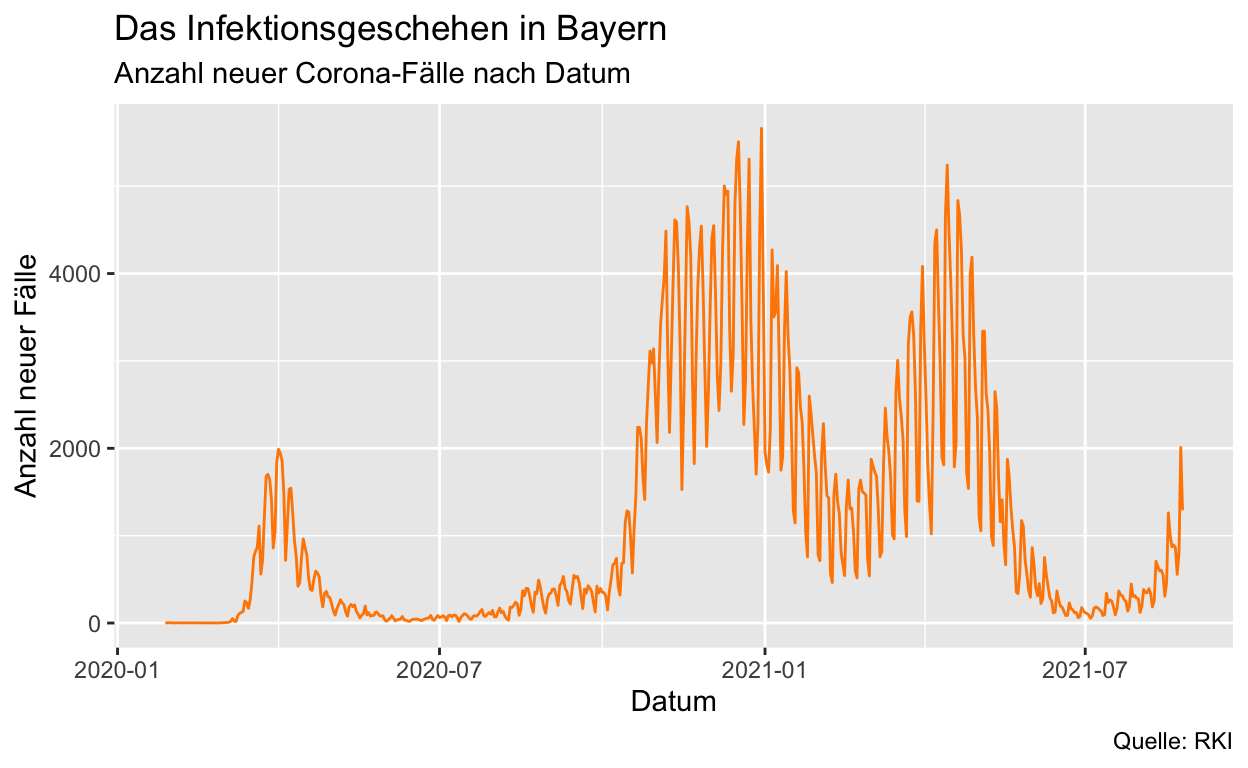 Das Infektionsgeschehen in Bayern
Anzahl neuer Corona-Fälle nach Datum
Anzahl neuer Fälle
4000
2000
0
2020-01
2020-07
2021-01
2021-07
Datum
Quelle: RKI